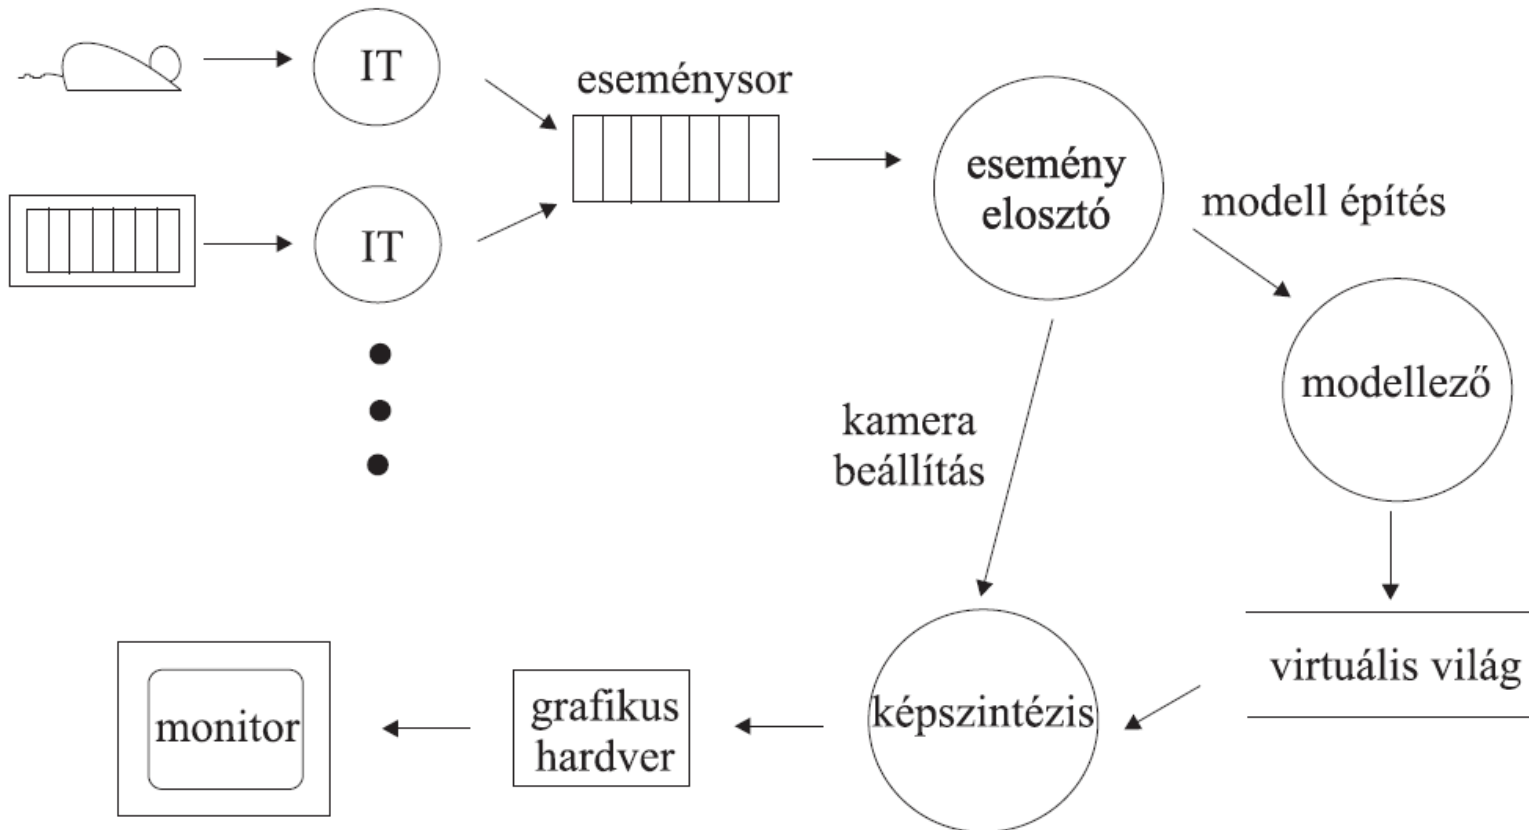 IT
eseménysor
esemény
elosztó
modell építés
IT
modellező
kamera
beállítás
virtuális világ
képszintézis
grafikus
hardver
monitor